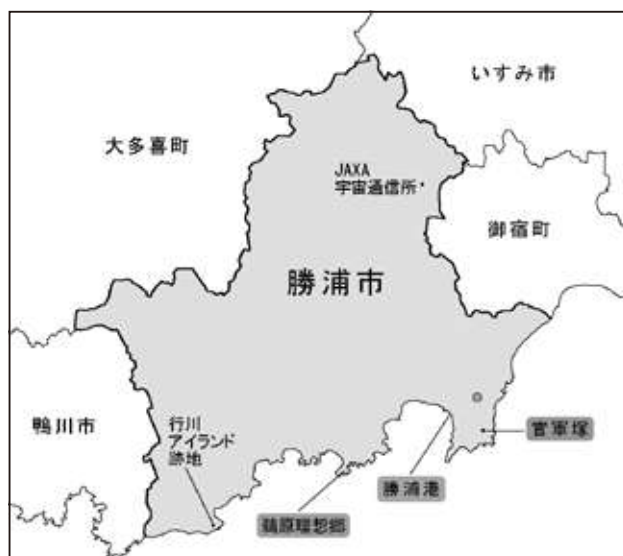 いすみ市
大多喜町
JAXA
宇宙通信所
御宿町
勝浦市
鴨川市
行川
アイランド
跡地
官軍塚
勝浦港
鵜原理想郷